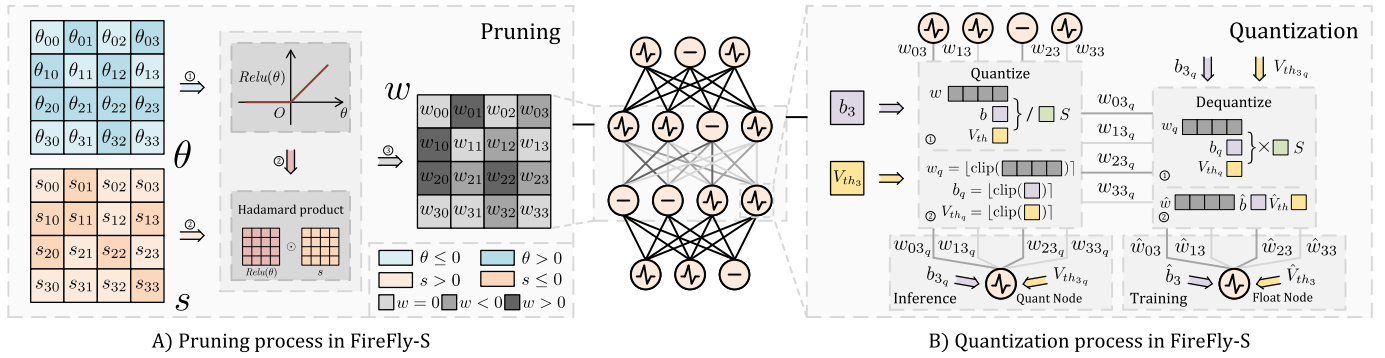 Pruning
θ00 θ01 θ02 θ03
θ10 θ11 θ12 θ13
θ20 θ21 θ22 θ23
θ30 θ31 θ32 θ33
θ
s00 s01 s02 s03
s10 s11 s12 s13
s20 s21 s22 s23
s30 s31 s32 s33
s
①
②
Relu(θ)
O
θ
②
Hadamard product
⊙
Relu(θ)
s
③
w
w00 w01 w02 w03
w10 w11 w12 w13
w20 w21 w22 w23
w30 w31 w32 w33
θ ≤ 0 θ > 0
s > 0 s ≤ 0
w = 0 w < 0 w > 0
A) Pruning process in FireFly-S
Quantization
w03 w13 w23 w33
b3
Vth3
Quantize
w
b / S
Vth
①
wq = ⌊clip( )⌉
bq = ⌊clip( )⌉
② Vthq = ⌊clip( )⌉
w03q
w13q
w23q
w33q
b3q Vth3q
Dequantize
wq
bq × S
Vthq
①
ŵ b̂ V̂th
②
w03q w13q w23q w33q
b3q Vth3q
Inference Quant Node
ŵ03 ŵ13 ŵ23 ŵ33
b̂3 V̂th3
Training Float Node
B) Quantization process in FireFly-S